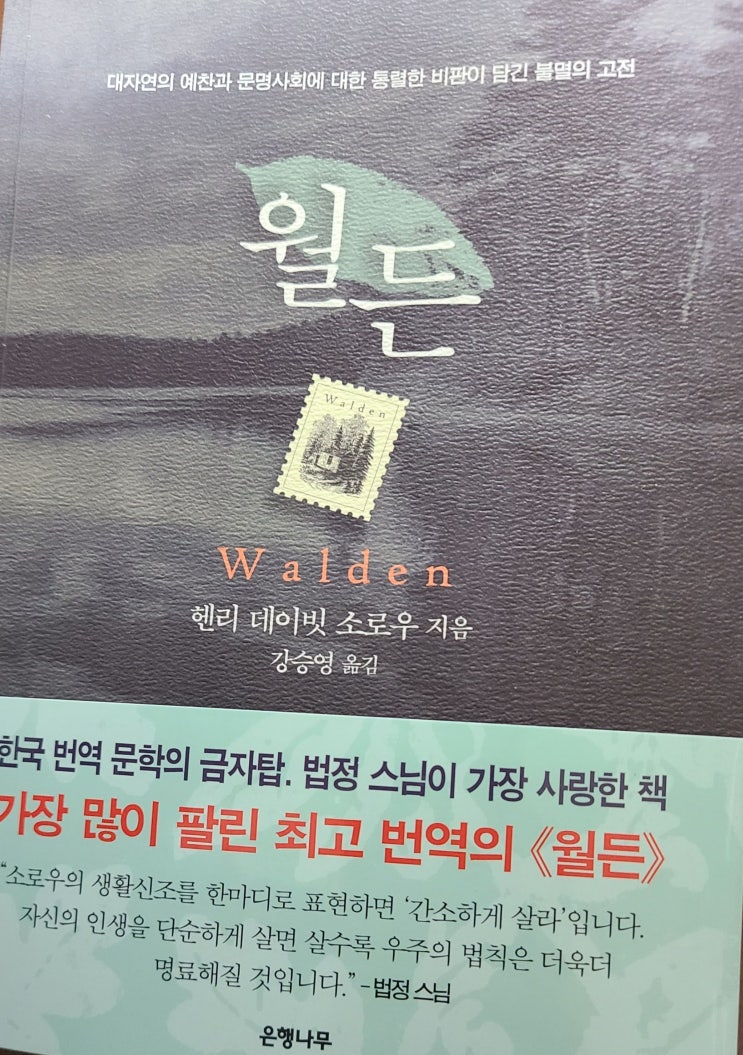 대자연의 예찬과 문명사회에 대한 통렬한 비판이 담긴 불멸의 고전
월든
Walden
Walden
헨리 데이빗 소로우 지음
강승영 옮김
한국 번역 문학의 금자탑. 법정 스님이 가장 사랑한 책
가장 많이 팔린 최고 번역의 《월든》
“소로우의 생활신조를 한마디로 표현하면 ‘간소하게 살라’입니다.
자신의 인생을 단순하게 살면 살수록 우주의 법칙은 더욱더
명료해질 것입니다.” – 법정 스님
은행나무